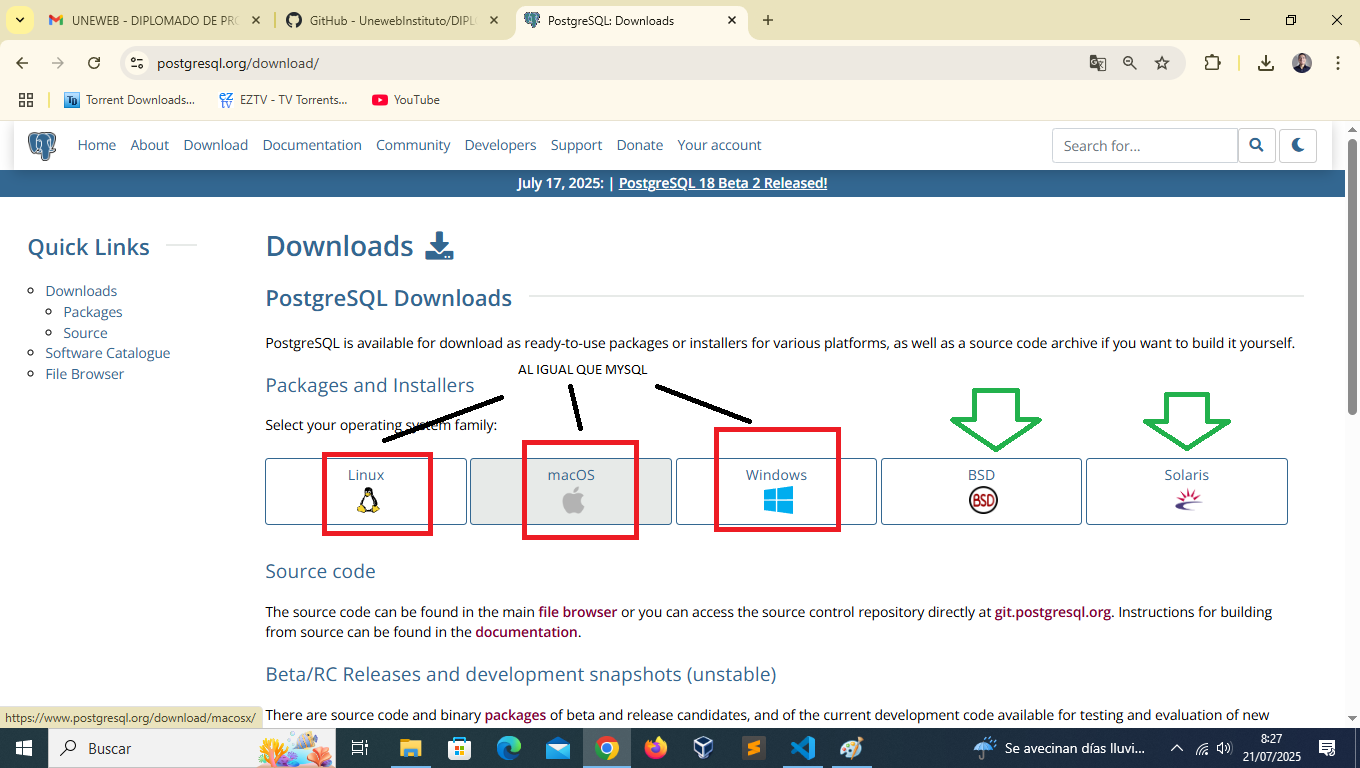 UNEWEB - DIPLOMADO DE PRO
GitHub - UnewebInstituto/DIPL
PostgreSQL: Downloads
postgresql.org/download/
Torrent Downloads...
EZTV - TV Torrents...
YouTube
Home About Download Documentation Community Developers Support Donate Your account
Search for...
July 17, 2025: | PostgreSQL 18 Beta 2 Released!
Quick Links
Downloads
Packages
Source
Software Catalogue
File Browser
Downloads
PostgreSQL Downloads
PostgreSQL is available for download as ready-to-use packages or installers for various platforms, as well as a source code archive if you want to build it yourself.
AL IGUAL QUE MYSQL
Packages and Installers
Select your operating system family:
Linux
macOS
Windows
BSD
BSD
Solaris
Source code
The source code can be found in the main file browser or you can access the source control repository directly at git.postgresql.org. Instructions for building
from source can be found in the documentation.
Beta/RC Releases and development snapshots (unstable)
There are source code and binary packages of beta and release candidates, and of the current development code available for testing and evaluation of new
https://www.postgresql.org/download/macosx/
Buscar
Se avecinan días lluvi...
8:27
21/07/2025